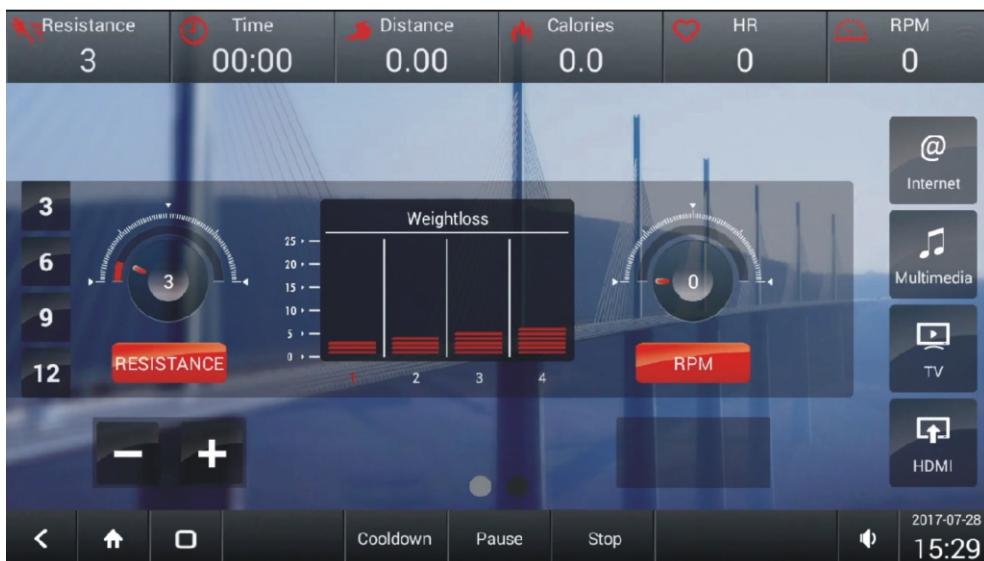 Resistance
3
Time
00:00
Distance
0.00
Calories
0.0
HR
0
RPM
0
@
Internet
Multimedia
TV
HDMI
3
6
9
12
3
RESISTANCE
Weightloss
25
20
15
10
5
0
1 2 3 4
0
RPM
− +
Cooldown Pause Stop
2017-07-28
15:29